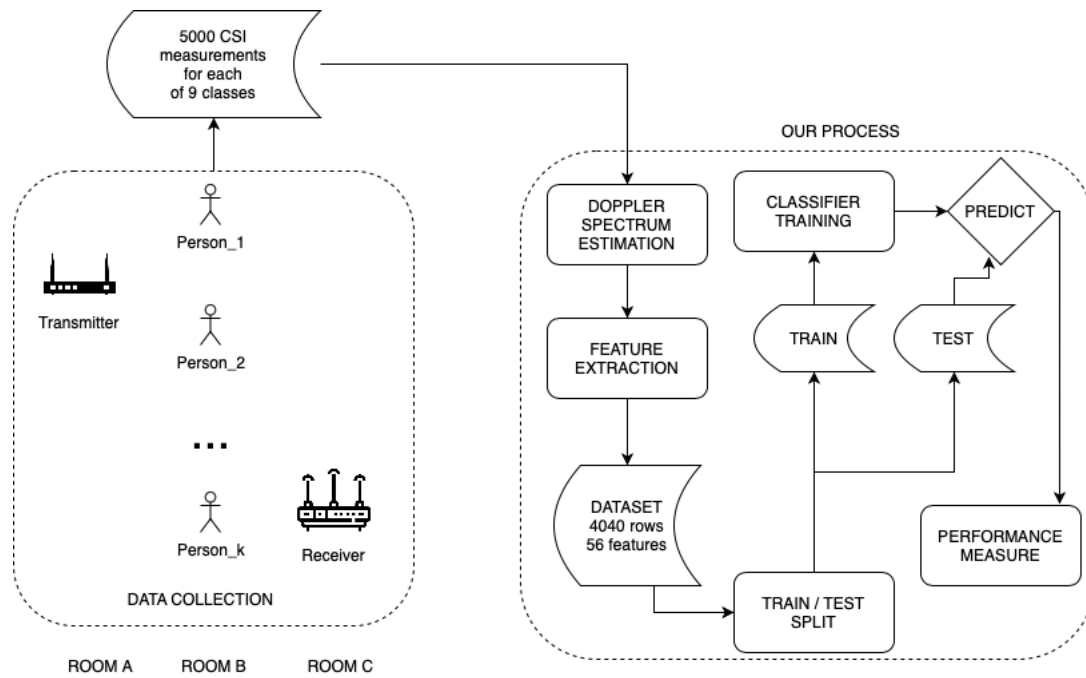 5000 CSI
measurements
for each
of 9 classes
Person_1
Transmitter
Person_2
...
Person_k
Receiver
DATA COLLECTION
ROOM A
ROOM B
ROOM C
OUR PROCESS
DOPPLER
SPECTRUM
ESTIMATION
FEATURE
EXTRACTION
DATASET
4040 rows
56 features
TRAIN / TEST
SPLIT
TRAIN
TEST
CLASSIFIER
TRAINING
PREDICT
PERFORMANCE
MEASURE